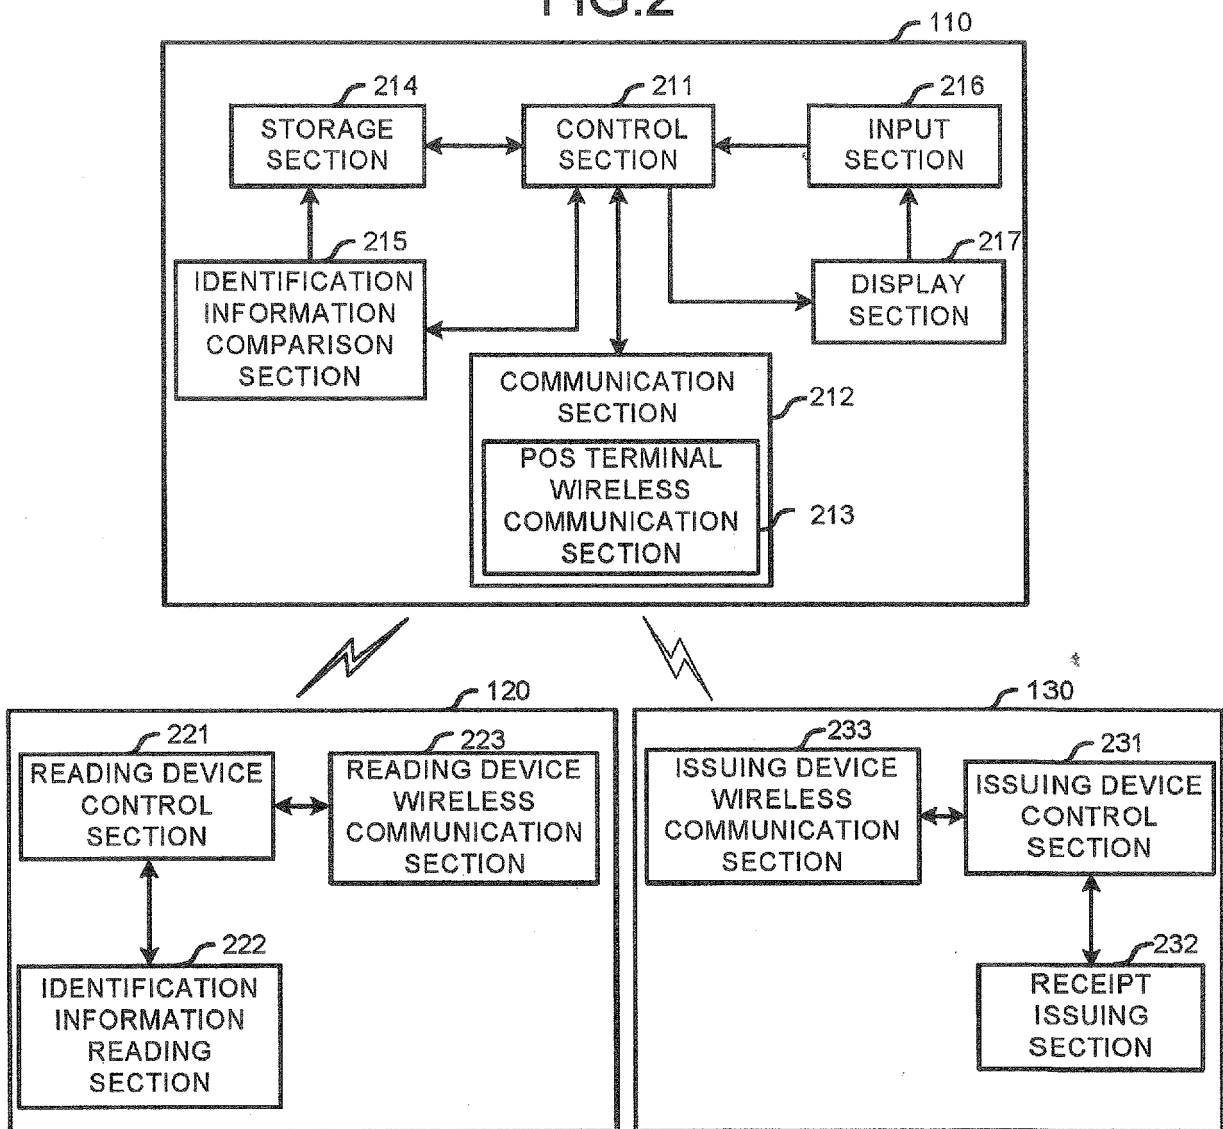 FIG.2
110
214
211
216
STORAGE
SECTION
CONTROL
SECTION
INPUT
SECTION
215
217
IDENTIFICATION
INFORMATION
COMPARISON
SECTION
DISPLAY
SECTION
COMMUNICATION
SECTION
212
POS TERMINAL
WIRELESS
COMMUNICATION
SECTION
213
120
130
221
223
233
231
READING DEVICE
CONTROL
SECTION
READING DEVICE
WIRELESS
COMMUNICATION
SECTION
ISSUING DEVICE
WIRELESS
COMMUNICATION
SECTION
ISSUING DEVICE
CONTROL
SECTION
222
232
IDENTIFICATION
INFORMATION
READING
SECTION
RECEIPT
ISSUING
SECTION